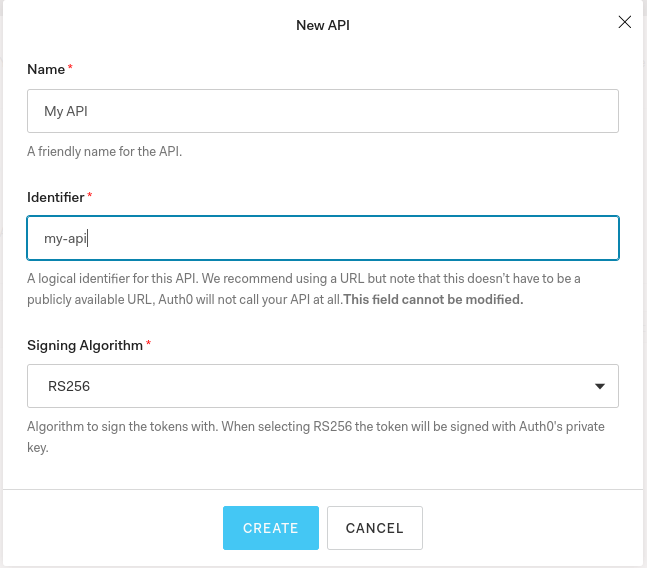 New API
Name *
My API
A friendly name for the API.
Identifier *
my-api
A logical identifier for this API. We recommend using a URL but note that this doesn't have to be a
publicly available URL, Auth0 will not call your API at all.This field cannot be modified.
Signing Algorithm *
RS256
Algorithm to sign the tokens with. When selecting RS256 the token will be signed with Auth0's private
key.
CREATE
CANCEL